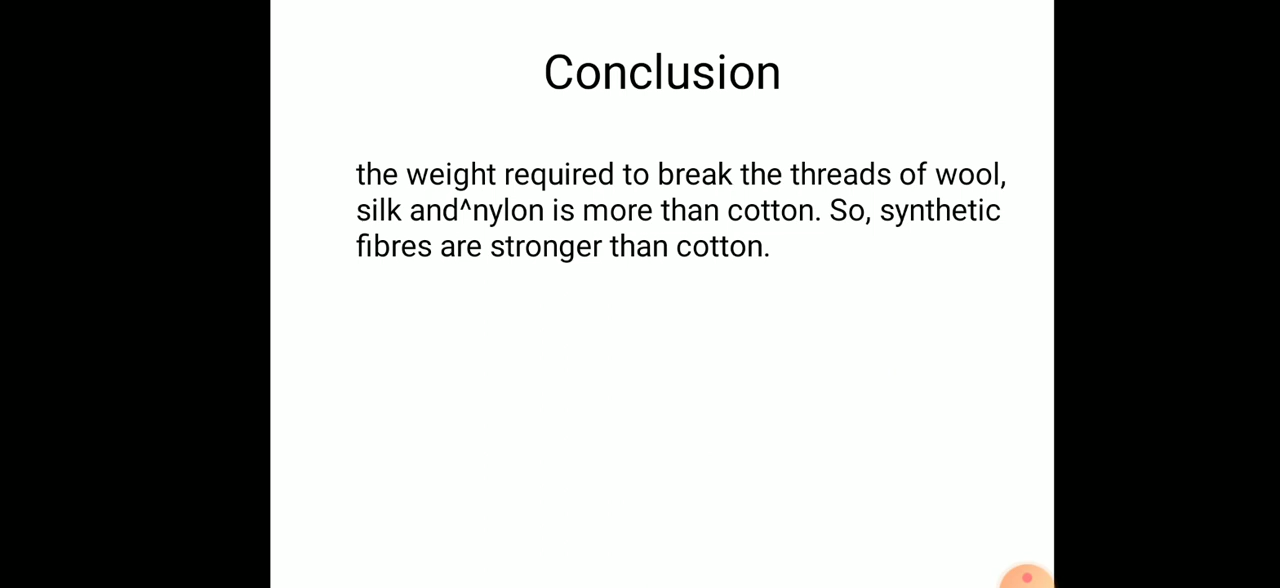 Conclusion
the weight required to break the threads of wool,
silk and^nylon is more than cotton. So, synthetic
fibres are stronger than cotton.